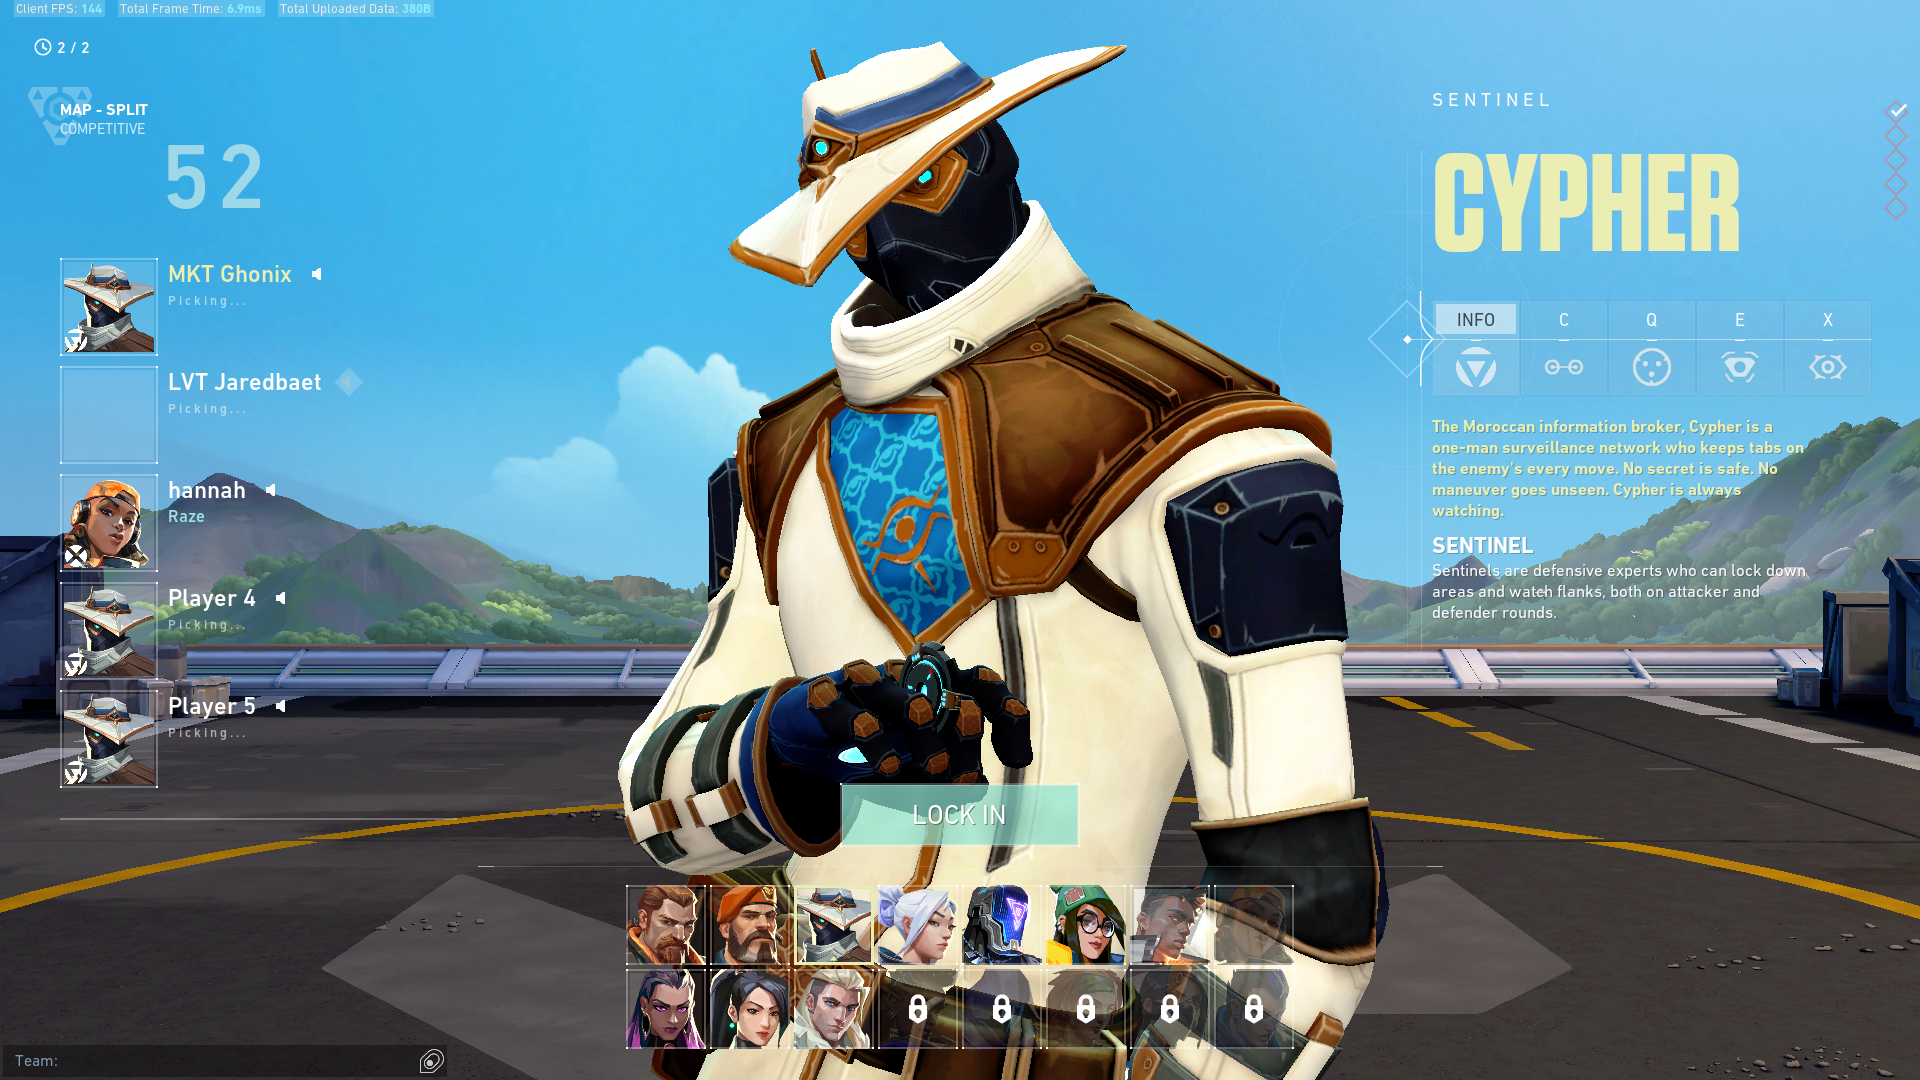 Client FPS: 144 Total Frame Time: 6.9ms Total Uploaded Data: 380B
2 / 2
MAP - SPLIT
COMPETITIVE
52
MKT Ghonix
Picking...
LVT Jaredbaet
Picking...
hannah
Raze
Player 4
Picking...
Player 5
Picking...
SENTINEL
CYPHER
INFO C Q E X
The Moroccan information broker, Cypher is a
one-man surveillance network who keeps tabs on
the enemy's every move. No secret is safe. No
maneuver goes unseen. Cypher is always
watching.
SENTINEL
Sentinels are defensive experts who can lock down
areas and watch flanks, both on attacker and
defender rounds.
LOCK IN
Team: